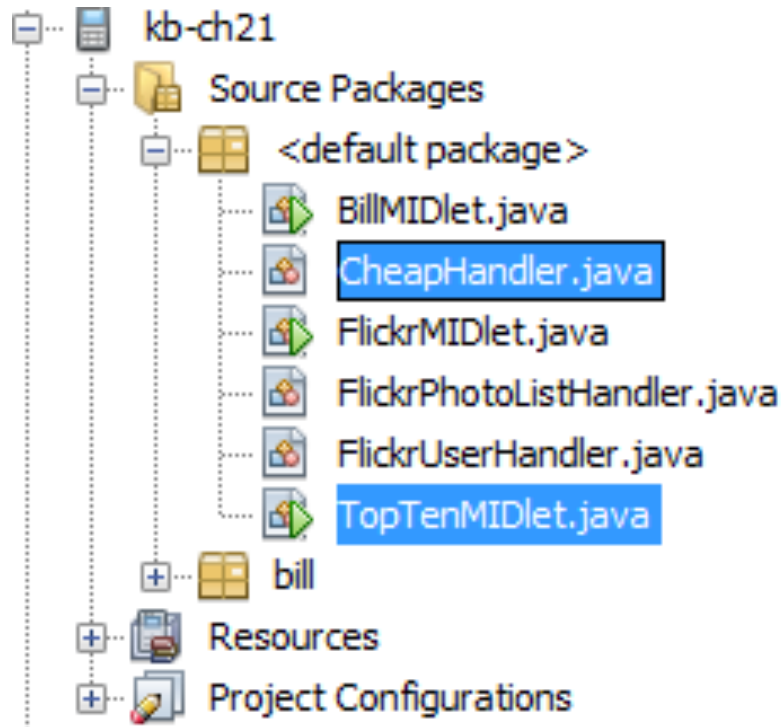 kb-ch21
Source Packages
<default package>
BillMIDlet.java
CheapHandler.java
FlickrMIDlet.java
FlickrPhotoListHandler.java
FlickrUserHandler.java
TopTenMIDlet.java
bill
Resources
Project Configurations